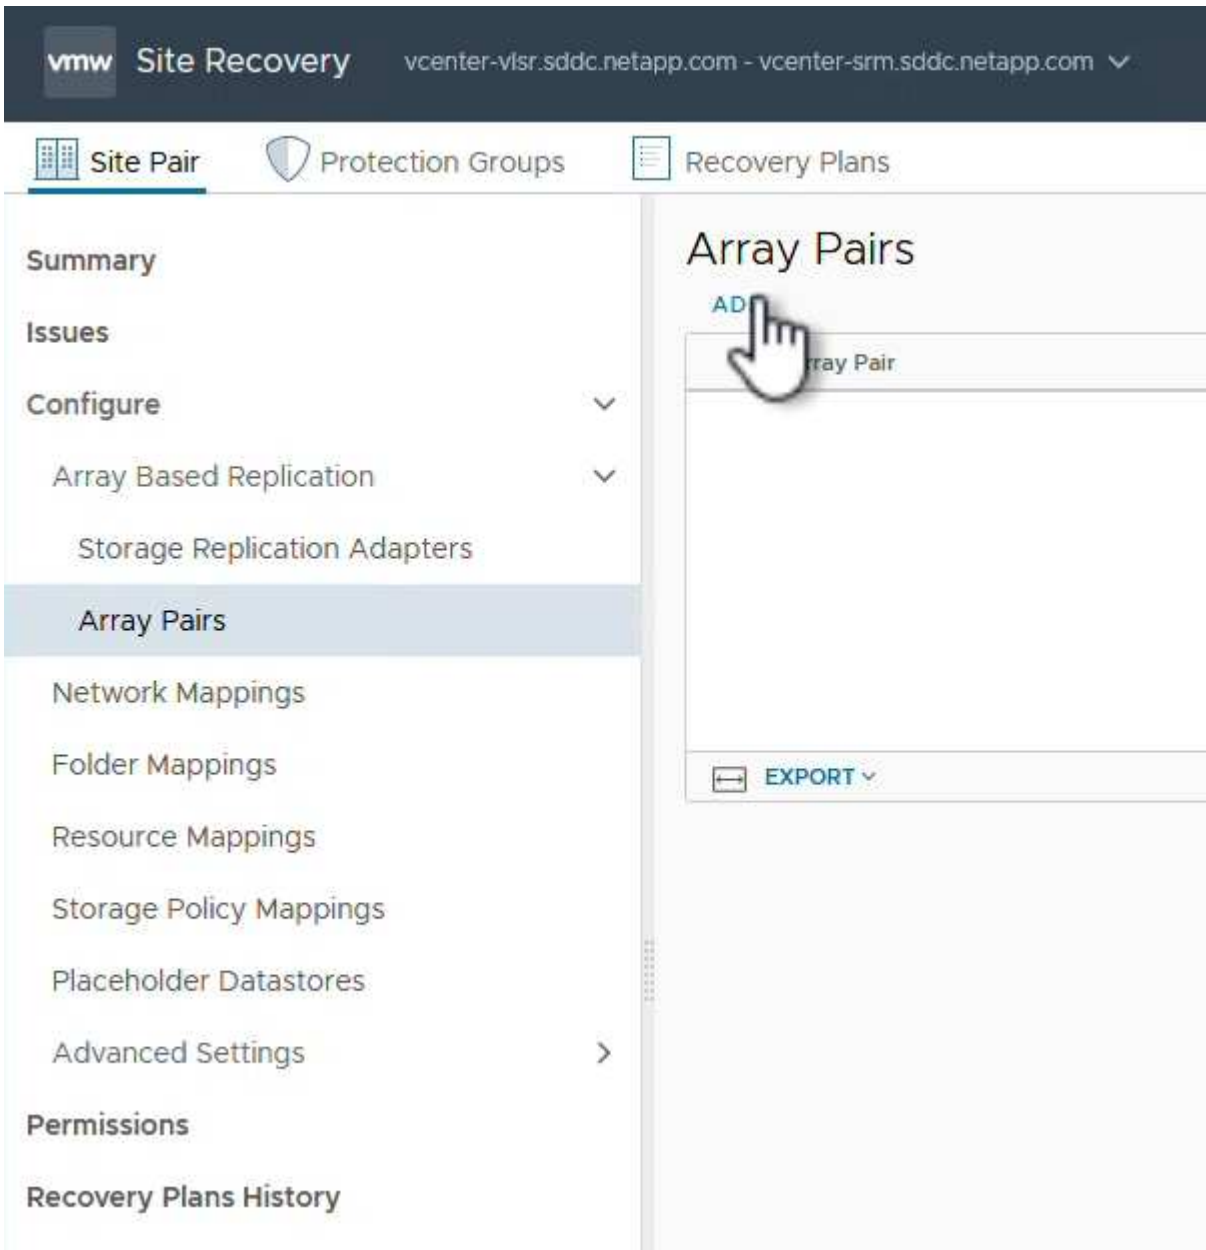 vmw Site Recovery vcenter-vlsr.sddc.netapp.com - vcenter-srm.sddc.netapp.com
Site Pair Protection Groups Recovery Plans
Summary
Issues
Configure
Array Based Replication
Storage Replication Adapters
Array Pairs
Network Mappings
Folder Mappings
Resource Mappings
Storage Policy Mappings
Placeholder Datastores
Advanced Settings
Permissions
Recovery Plans History
Array Pairs
Pair
EXPORT